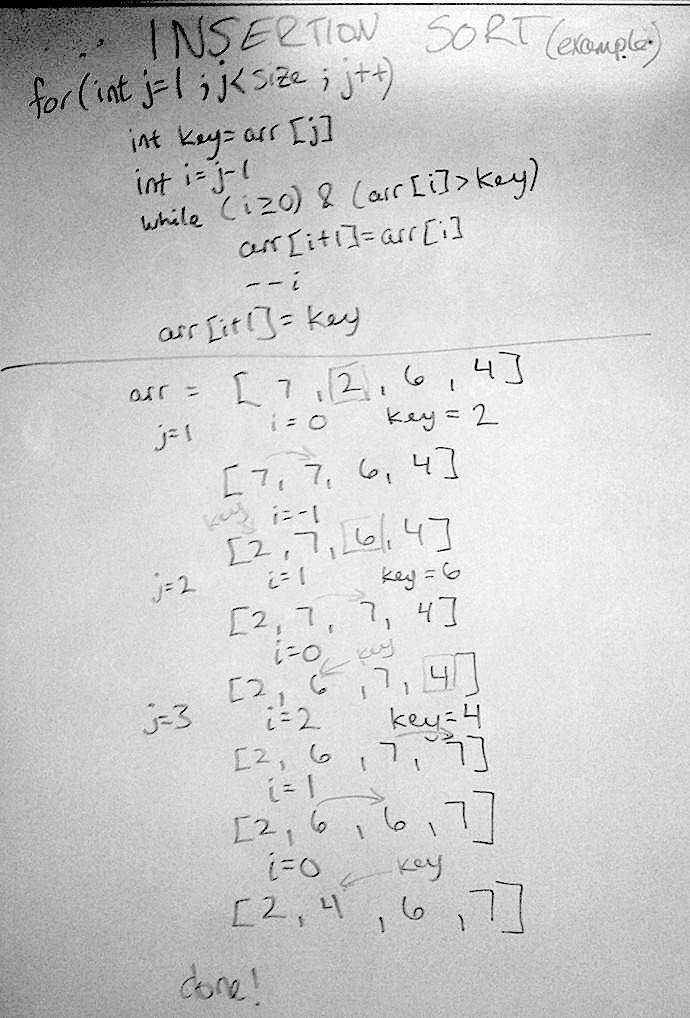 INSERTION SORT (example)
for(int j=1 ; j<size ; j++)
int key=arr[j]
int i=j-1
while (i≥0) & (arr[i]>key)
arr[i+1]=arr[i]
--i
arr[i+1]=key
arr = [ 7 , 2 , 6 , 4 ]
j=1 i=0 key=2
[7, 7, 6, 4]
key i=-1
[2, 7, 6, 4]
j=2 i=1 key=6
[2, 7, 7, 4]
i=0 key
[2, 6, 7, 4]
j=3 i=2 key=4
[2, 6, 7, 7]
i=1
[2, 6, 6, 7]
i=0 key
[2, 4, 6, 7]
done!